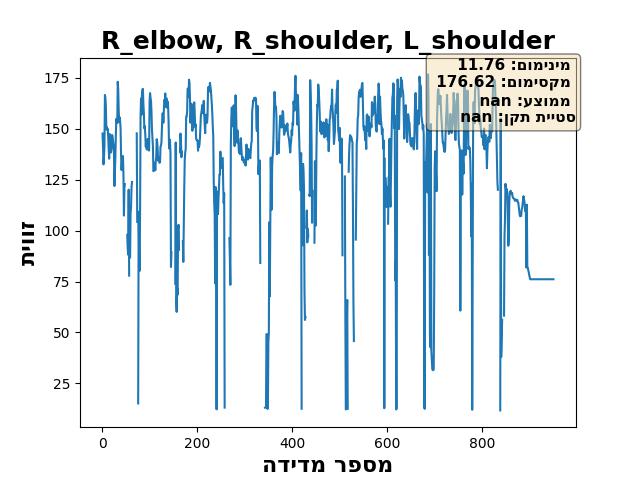 R_elbow, R_shoulder, L_shoulder
מינימום: 11.76
מקסימום: 176.62
ממוצע: nan
סטיית תקן: nan
175
150
125
100
75
50
25
זווית
0 200 400 600 800
מספר מדידה